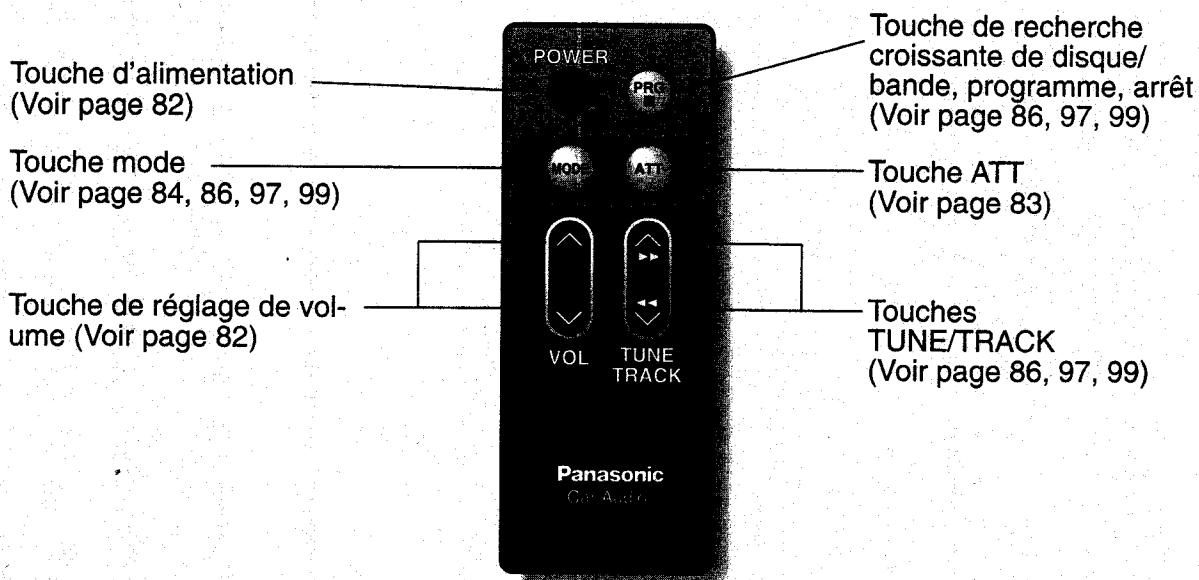 Touche d'alimentation
(Voir page 82)
Touche mode
(Voir page 84, 86, 97, 99)
Touche de réglage de vol-
ume (Voir page 82)
POWER
PRG
MODE
ATT
VOL
TUNE
TRACK
Panasonic
Car Audio
Touche de recherche
croissante de disque/
bande, programme, arrêt
(Voir page 86, 97, 99)
Touche ATT
(Voir page 83)
Touches
TUNE/TRACK
(Voir page 86, 97, 99)